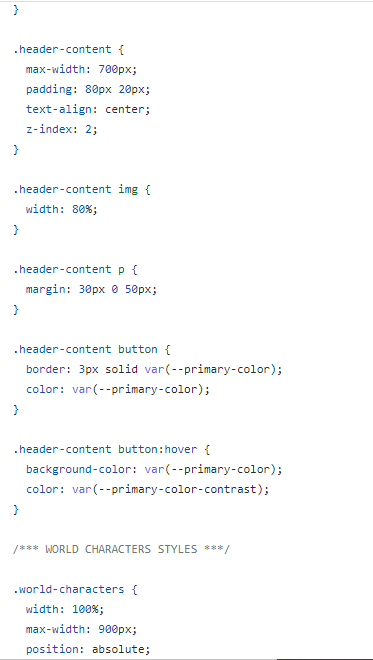 }
.header-content {
max-width: 700px;
padding: 80px 20px;
text-align: center;
z-index: 2;
}
.header-content img {
width: 80%;
}
.header-content p {
margin: 30px 0 50px;
}
.header-content button {
border: 3px solid var(--primary-color);
color: var(--primary-color);
}
.header-content button:hover {
background-color: var(--primary-color);
color: var(--primary-color-contrast);
}
/*** WORLD CHARACTERS STYLES ***/
.world-characters {
width: 100%;
max-width: 900px;
position: absolute;